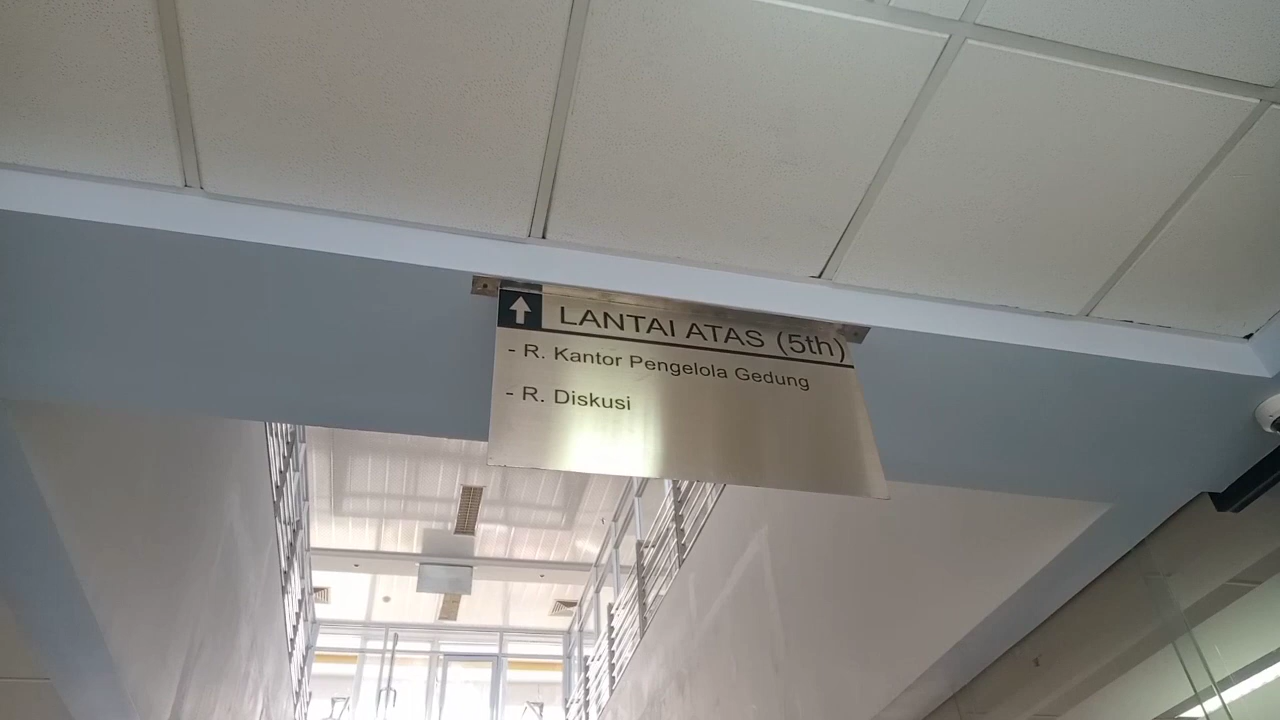 LANTAI ATAS (5th)
- R. Kantor Pengelola Gedung
- R. Diskusi